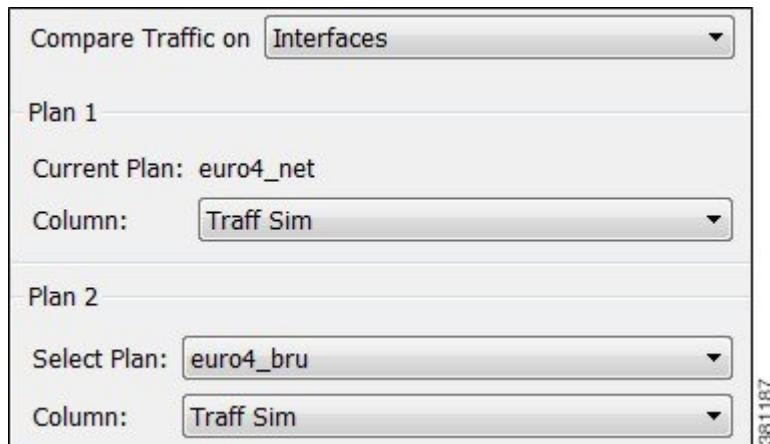 Compare Traffic on Interfaces
Plan 1
Current Plan: euro4_net
Column: Traff Sim
Plan 2
Select Plan: euro4_bru
Column: Traff Sim
381187